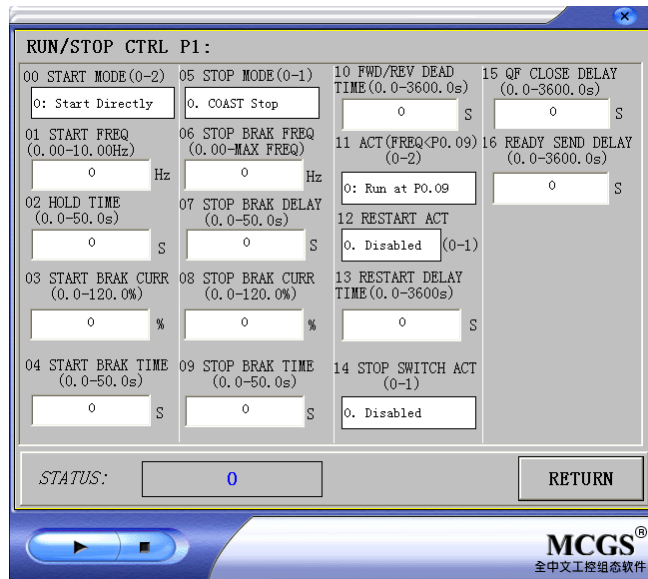 RUN/STOP CTRL P1:
00 START MODE(0-2)
0: Start Directly
01 START FREQ
(0.00-10.00Hz)
0 Hz
02 HOLD TIME
(0.0-50.0s)
0 S
03 START BRAK CURR
(0.0-120.0%)
0 %
04 START BRAK TIME
(0.0-50.0s)
0 S
05 STOP MODE(0-1)
0. COAST Stop
06 STOP BRAK FREQ
(0.00-MAX FREQ)
0 Hz
07 STOP BRAK DELAY
(0.0-50.0s)
0 S
08 STOP BRAK CURR
(0.0-120.0%)
0 %
09 STOP BRAK TIME
(0.0-50.0s)
0 S
10 FWD/REV DEAD
TIME(0.0-3600.0s)
0 S
11 ACT(FREQ<P0.09)
(0-2)
0: Run at P0.09
12 RESTART ACT
0. Disabled (0-1)
13 RESTART DELAY
TIME(0.0-3600s)
0 S
14 STOP SWITCH ACT
(0-1)
0. Disabled
15 QF CLOSE DELAY
(0.0-3600.0s)
0 S
16 READY SEND DELAY
(0.0-3600.0s)
0 S
STATUS: 0
RETURN
MCGS®
全中文工控组态软件